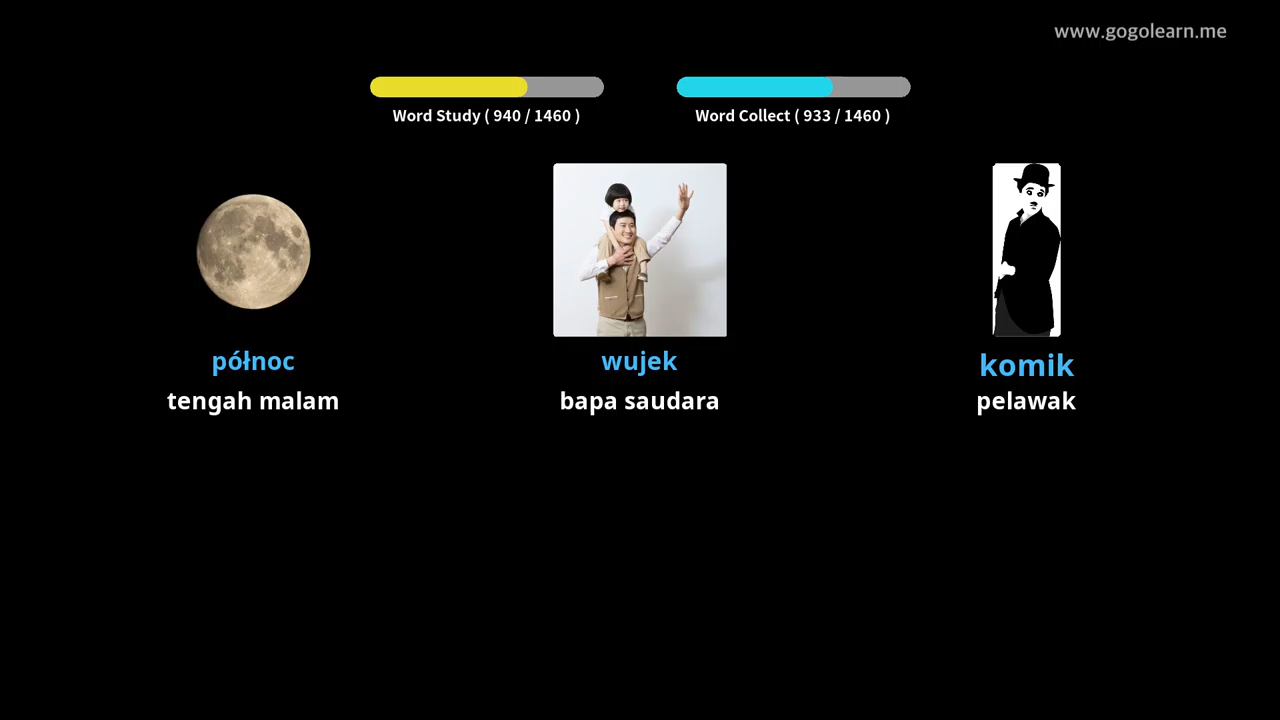 www.gogolearn.me
Word Study ( 940 / 1460 )
Word Collect ( 933 / 1460 )
północ
wujek
komik
tengah malam
bapa saudara
pelawak